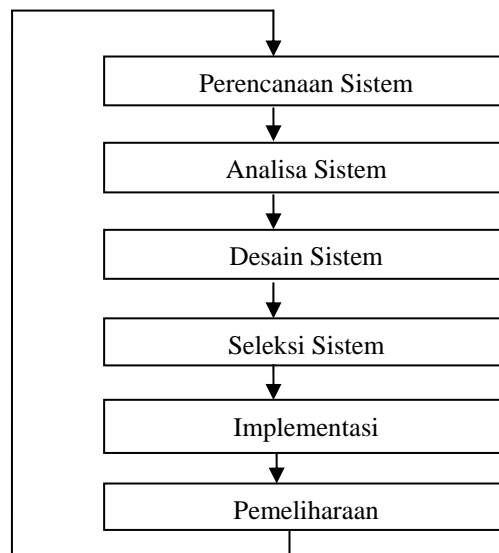 Perencanaan Sistem
Analisa Sistem
Desain Sistem
Seleksi Sistem
Implementasi
Pemeliharaan